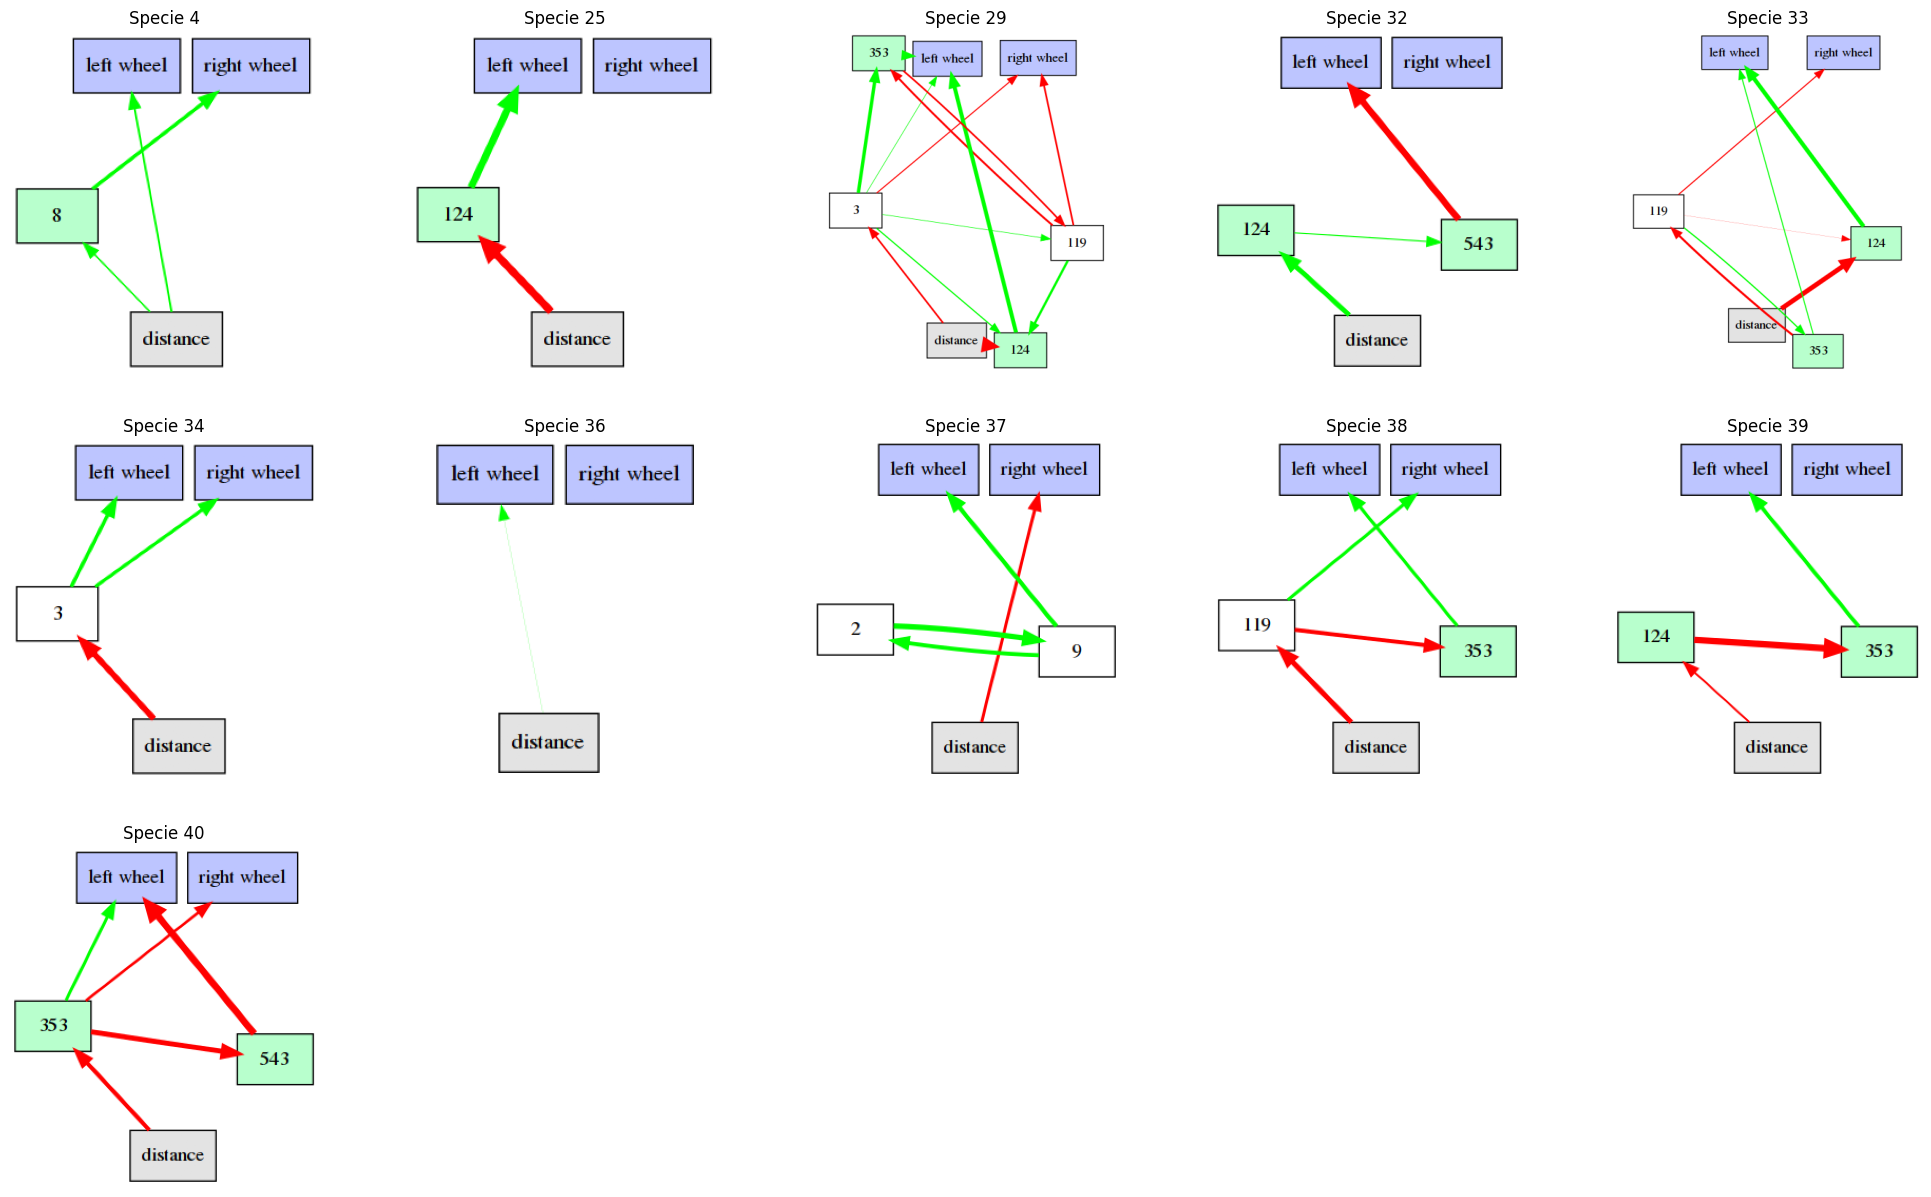 Specie 4
left wheel
right wheel
8
distance
Specie 25
left wheel
right wheel
124
distance
Specie 29
353
left wheel
right wheel
3
119
distance
124
Specie 32
left wheel
right wheel
124
543
distance
Specie 33
left wheel
right wheel
119
124
distance
353
Specie 34
left wheel
right wheel
3
distance
Specie 36
left wheel
right wheel
distance
Specie 37
left wheel
right wheel
2
9
distance
Specie 38
left wheel
right wheel
119
353
distance
Specie 39
left wheel
right wheel
124
353
distance
Specie 40
left wheel
right wheel
353
543
distance